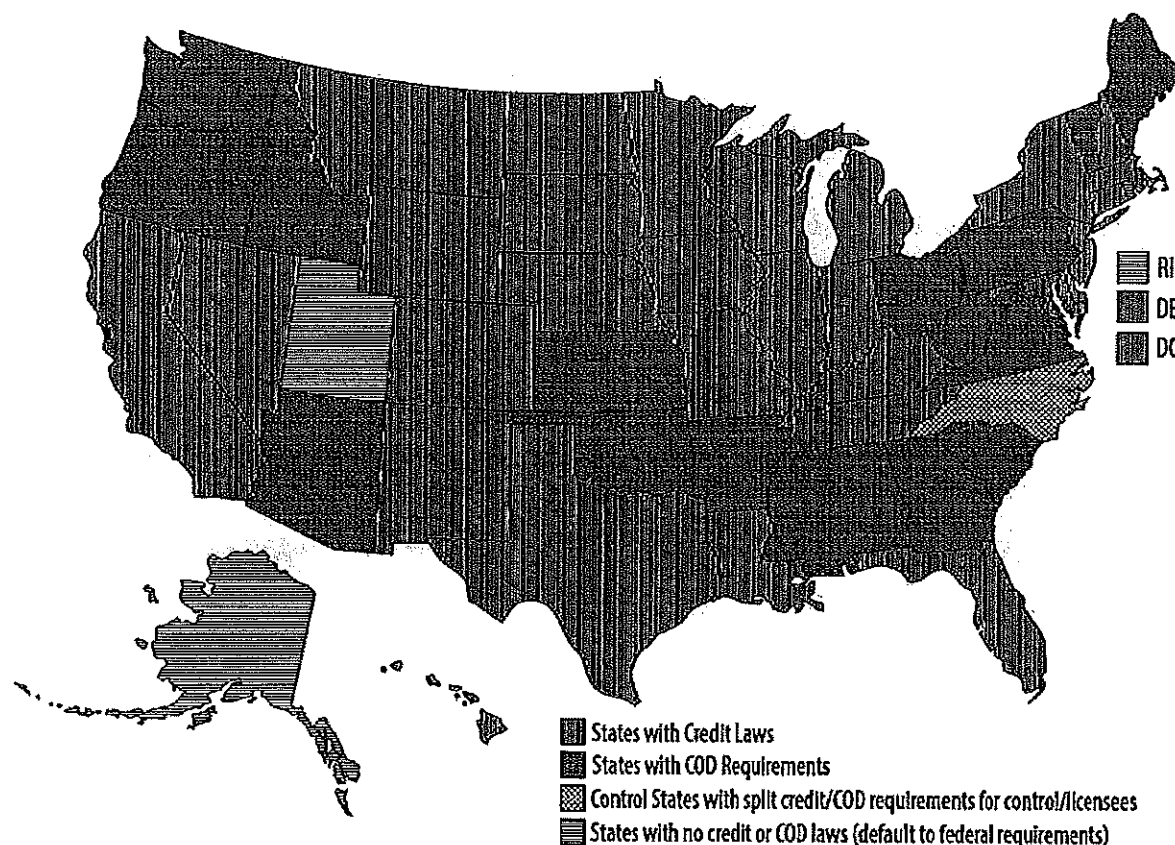 RI
DE
DC
States with Credit Laws
States with COD Requirements
Control States with split credit/COD requirements for control/licensees
States with no credit or COD laws (default to federal requirements)